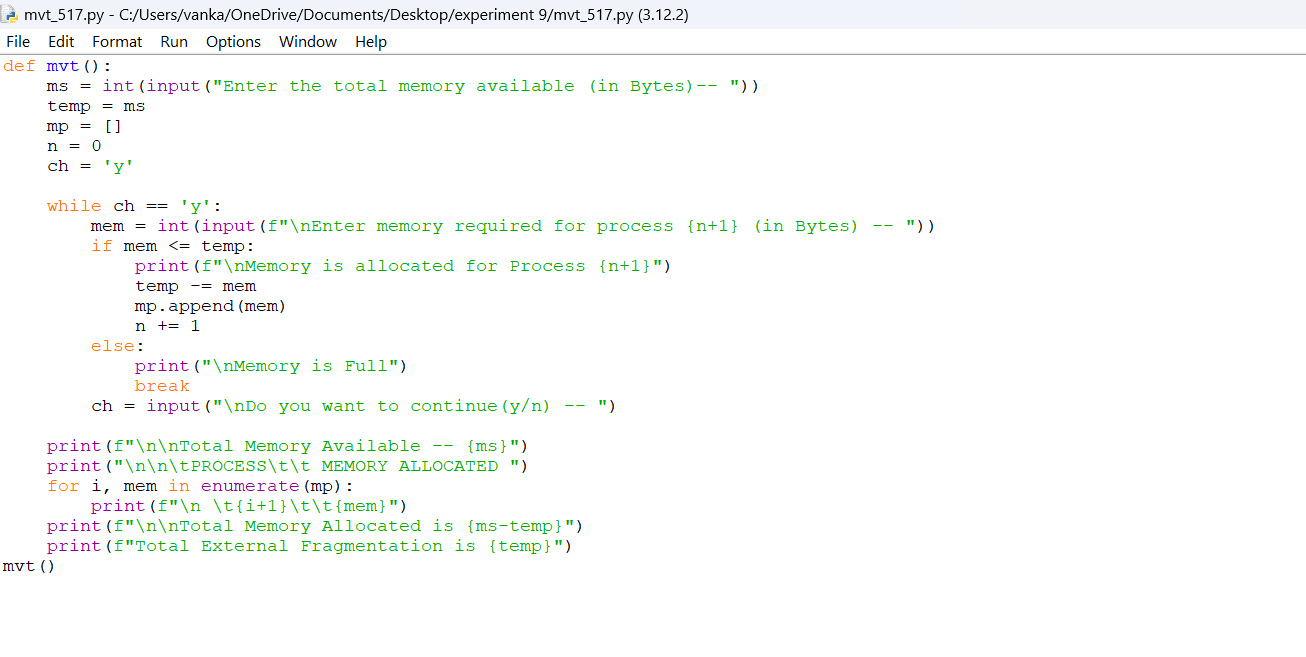 mvt_517.py - C:/Users/vanka/OneDrive/Documents/Desktop/experiment 9/mvt_517.py (3.12.2)
File Edit Format Run Options Window Help
def mvt():
    ms = int(input("Enter the total memory available (in Bytes)-- "))
    temp = ms
    mp = []
    n = 0
    ch = 'y'

    while ch == 'y':
        mem = int(input(f"\nEnter memory required for process {n+1} (in Bytes) -- "))
        if mem <= temp:
            print(f"\nMemory is allocated for Process {n+1}")
            temp -= mem
            mp.append(mem)
            n += 1
        else:
            print("\nMemory is Full")
            break
        ch = input("\nDo you want to continue(y/n) -- ")

    print(f"\n\nTotal Memory Available -- {ms}")
    print("\n\n\tPROCESS\t\t MEMORY ALLOCATED ")
    for i, mem in enumerate(mp):
        print(f"\n \t{i+1}\t\t{mem}")
    print(f"\n\nTotal Memory Allocated is {ms-temp}")
    print(f"Total External Fragmentation is {temp}")
mvt()